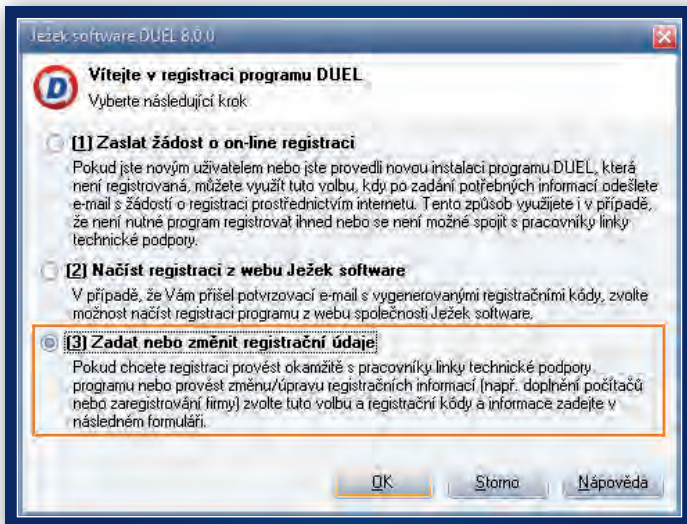 Ježek software DUEL 8.0.0
D
Vítejte v registraci programu DUEL
Vyberte následující krok
[1] Zaslat žádost o on-line registraci
Pokud jste novým uživatelem nebo jste provedli novou instalaci programu DUEL, která
není registrovaná, můžete využít tuto volbu, kdy po zadání potřebných informací odešlete
e-mail s žádostí o registraci prostřednictvím internetu. Tento způsob využijete i v případě,
že není nutné program registrovat ihned nebo se není možné spojit s pracovníky linky
technické podpory.
[2] Načíst registraci z webu Ježek software
V případě, že Vám přišel potvrzovací e-mail s vygenerovanými registračními kódy, zvolte
možnost načíst registraci programu z webu společnosti Ježek software.
[3] Zadat nebo změnit registrační údaje
Pokud chcete registraci provést okamžitě s pracovníky linky technické podpory
programu nebo provést změnu/úpravu registračních informací (např. doplnění počítačů
nebo zaregistrování firmy) zvolte tuto volbu a registrační kódy a informace zadejte v
následném formuláři.
OK Storno Nápověda